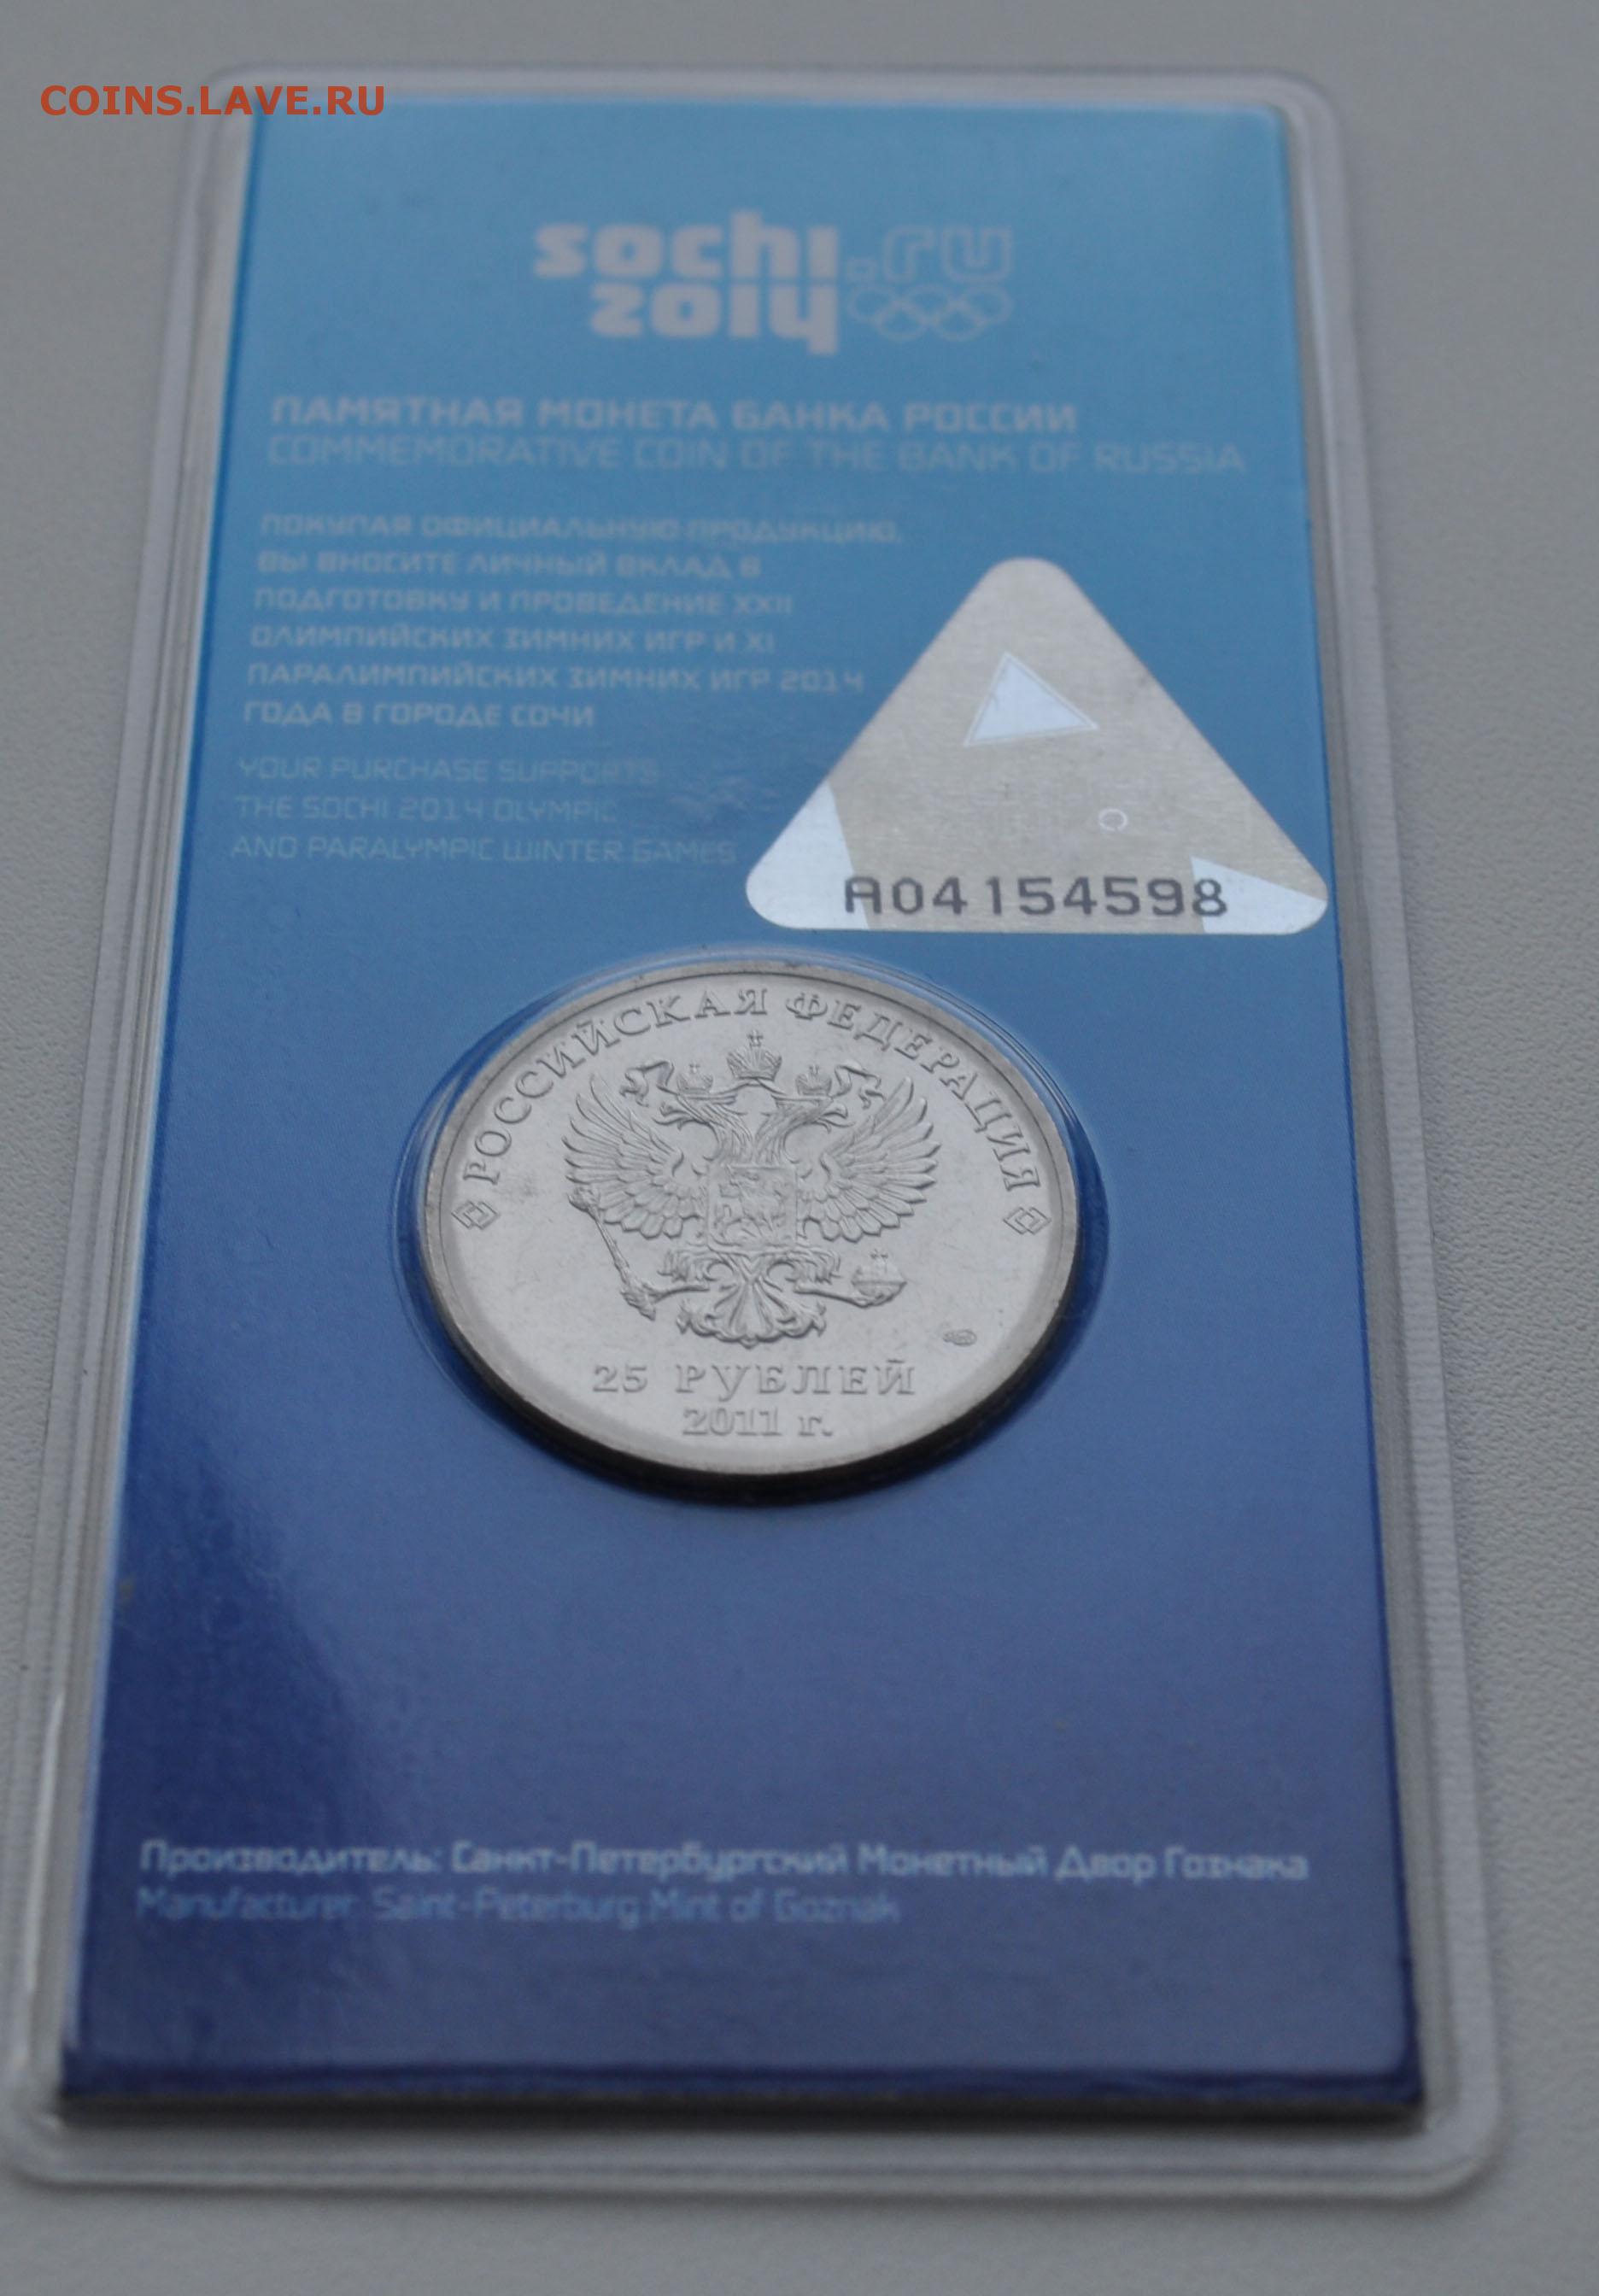 COINS.LAVE.RU
sochi.ru
2014
ПАМЯТНАЯ МОНЕТА БАНКА РОССИИ
COMMEMORATIVE COIN OF THE BANK OF RUSSIA
ПОКУПАЯ ОФИЦИАЛЬНУЮ ПРОДУКЦИЮ,
ВЫ ВНОСИТЕ ЛИЧНЫЙ ВКЛАД В
ПОДГОТОВКУ И ПРОВЕДЕНИЕ XXII
ОЛИМПИЙСКИХ ЗИМНИХ ИГР И XI
ПАРАЛИМПИЙСКИХ ЗИМНИХ ИГР 2014
ГОДА В ГОРОДЕ СОЧИ
YOUR PURCHASE SUPPORTS
THE SOCHI 2014 OLYMPIC
AND PARALYMPIC WINTER GAMES
A04154598
РОССИЙСКАЯ ФЕДЕРАЦИЯ
25 РУБЛЕЙ
2011 г.
Производитель: Санкт-Петербургский Монетный Двор Гознака
Manufacturer: Saint-Peterburg Mint of Goznak